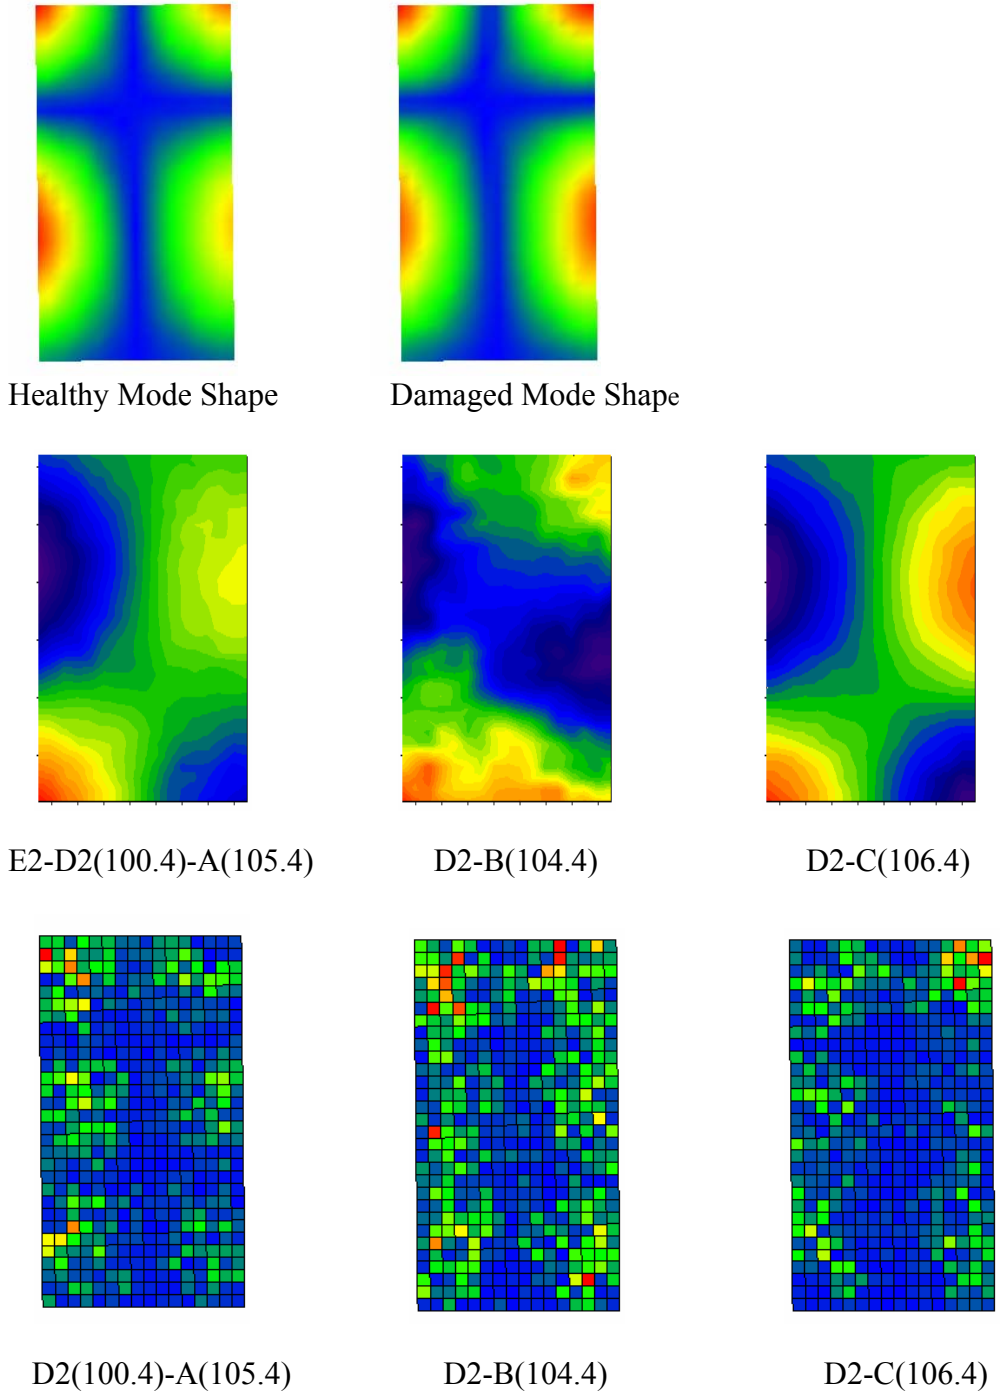 Healthy Mode Shape Damaged Mode Shape
E2-D2(100.4)-A(105.4) D2-B(104.4) D2-C(106.4)
D2(100.4)-A(105.4) D2-B(104.4) D2-C(106.4)